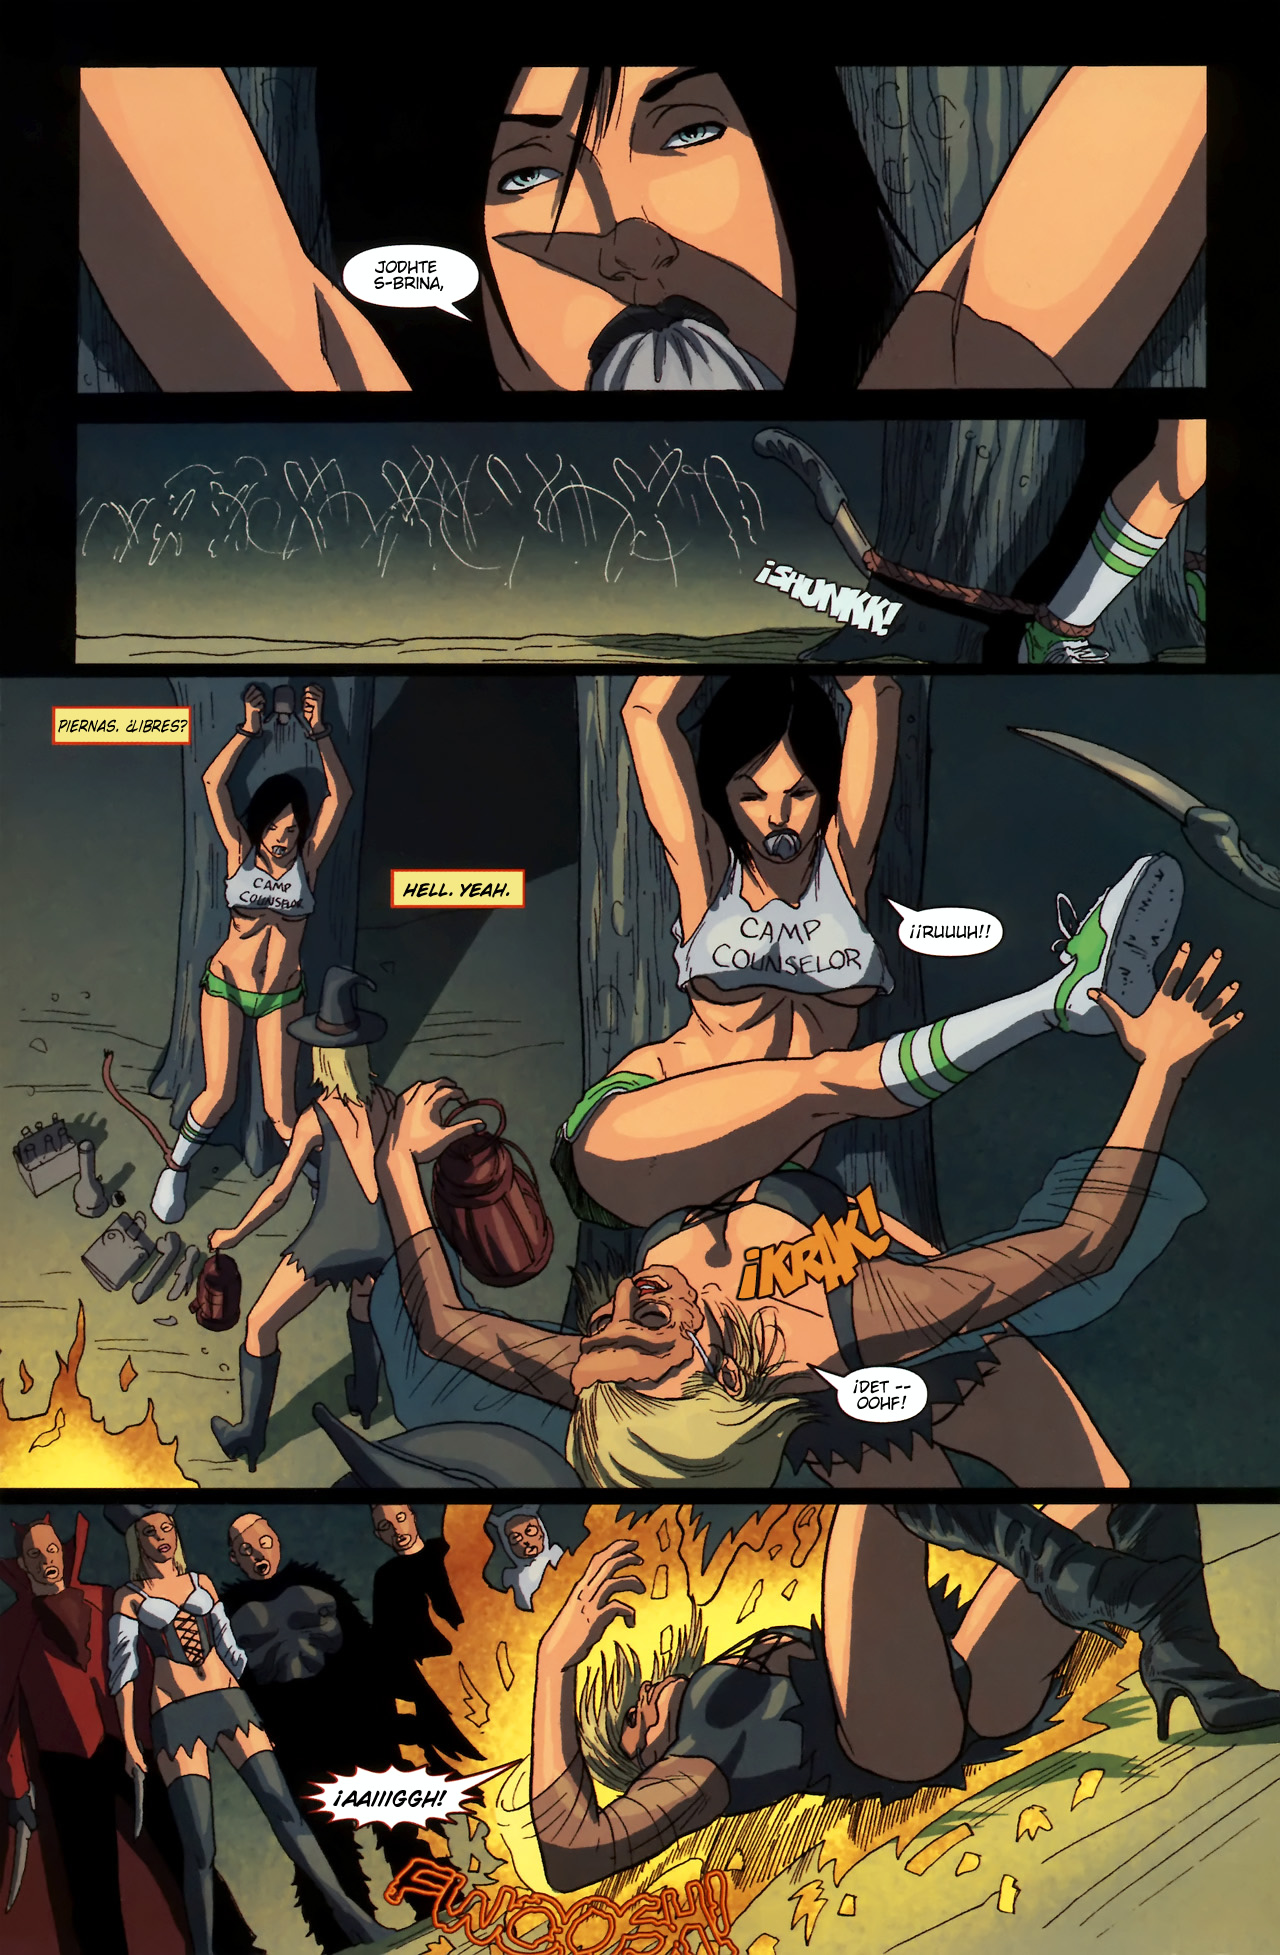 JODHTE
S-BRINA,
¡SHUNKK!
PIERNAS. ¿LIBRES?
CAMP
COUNSELOR
HELL. YEAH.
CAMP
COUNSELOR
¡¡RUUUH!!
¡KRAK!
¡DET --
OOHF!
¡AAIIIGGH!
FWOOSH!